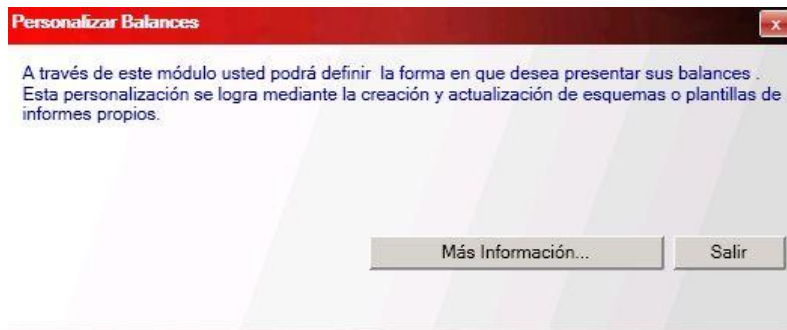 Personalizar Balances
x
A través de este módulo usted podrá definir la forma en que desea presentar sus balances .
Esta personalización se logra mediante la creación y actualización de esquemas o plantillas de
informes propios.
Más Información... Salir